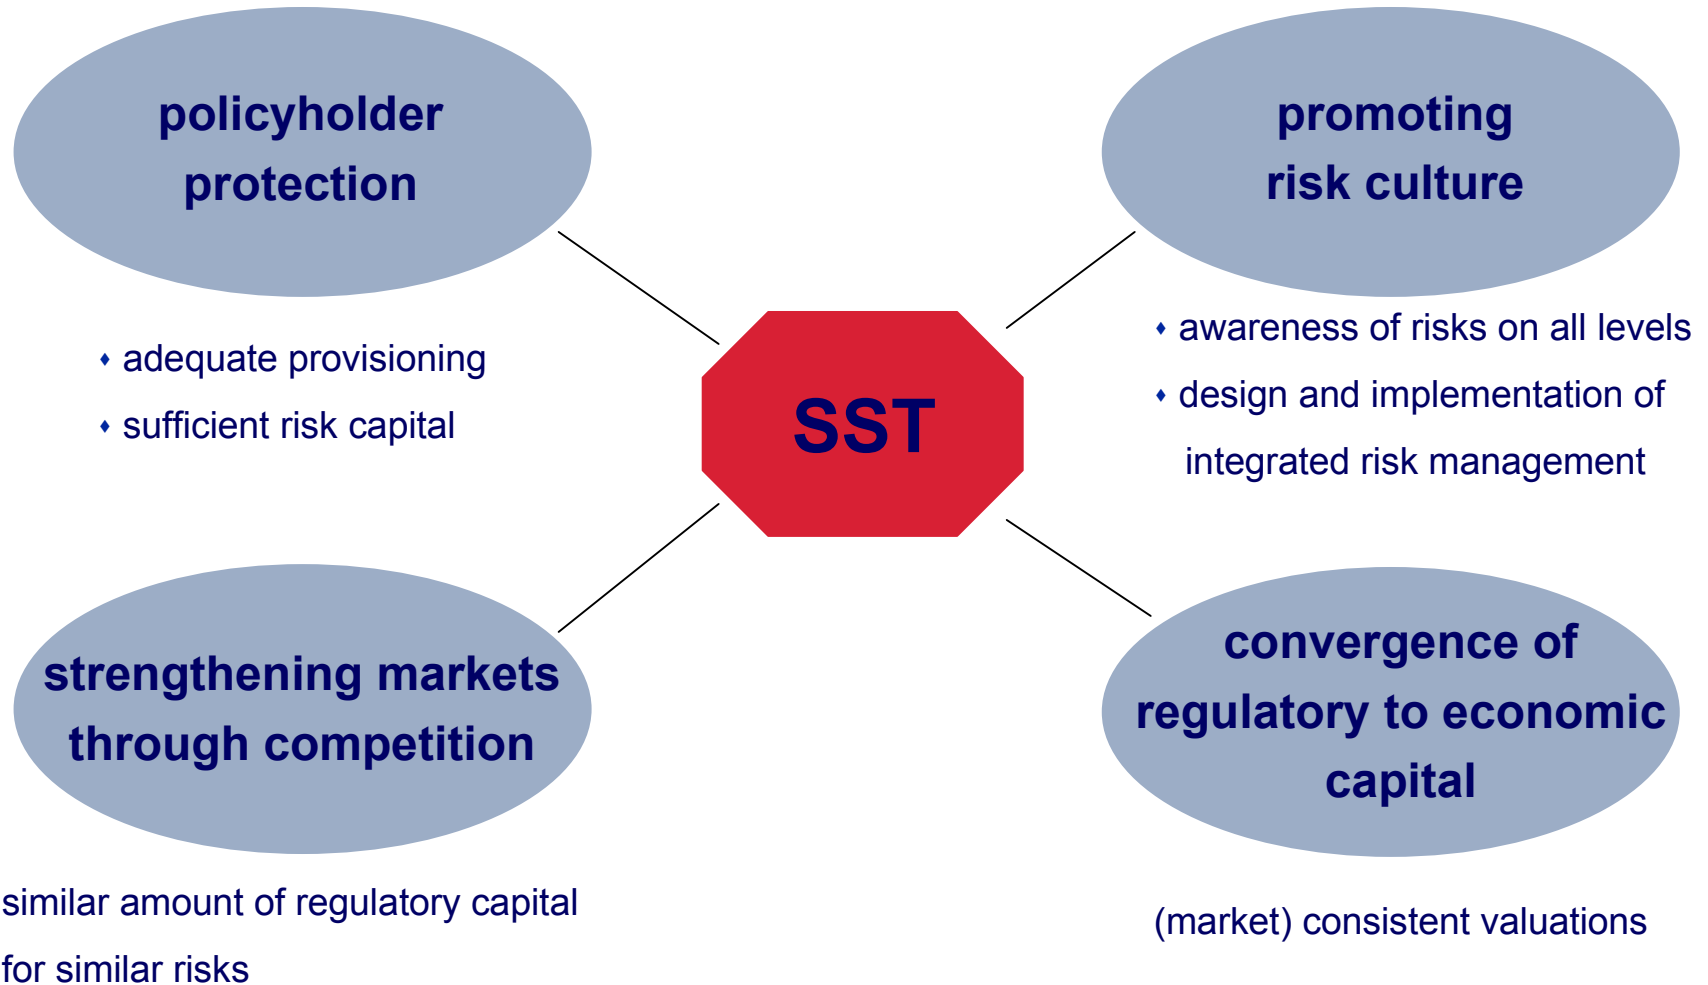 policyholder
protection
⬧ adequate provisioning
⬧ sufficient risk capital
promoting
risk culture
⬧ awareness of risks on all levels
⬧ design and implementation of
integrated risk management
SST
strengthening markets
through competition
similar amount of regulatory capital
for similar risks
convergence of
regulatory to economic
capital
(market) consistent valuations